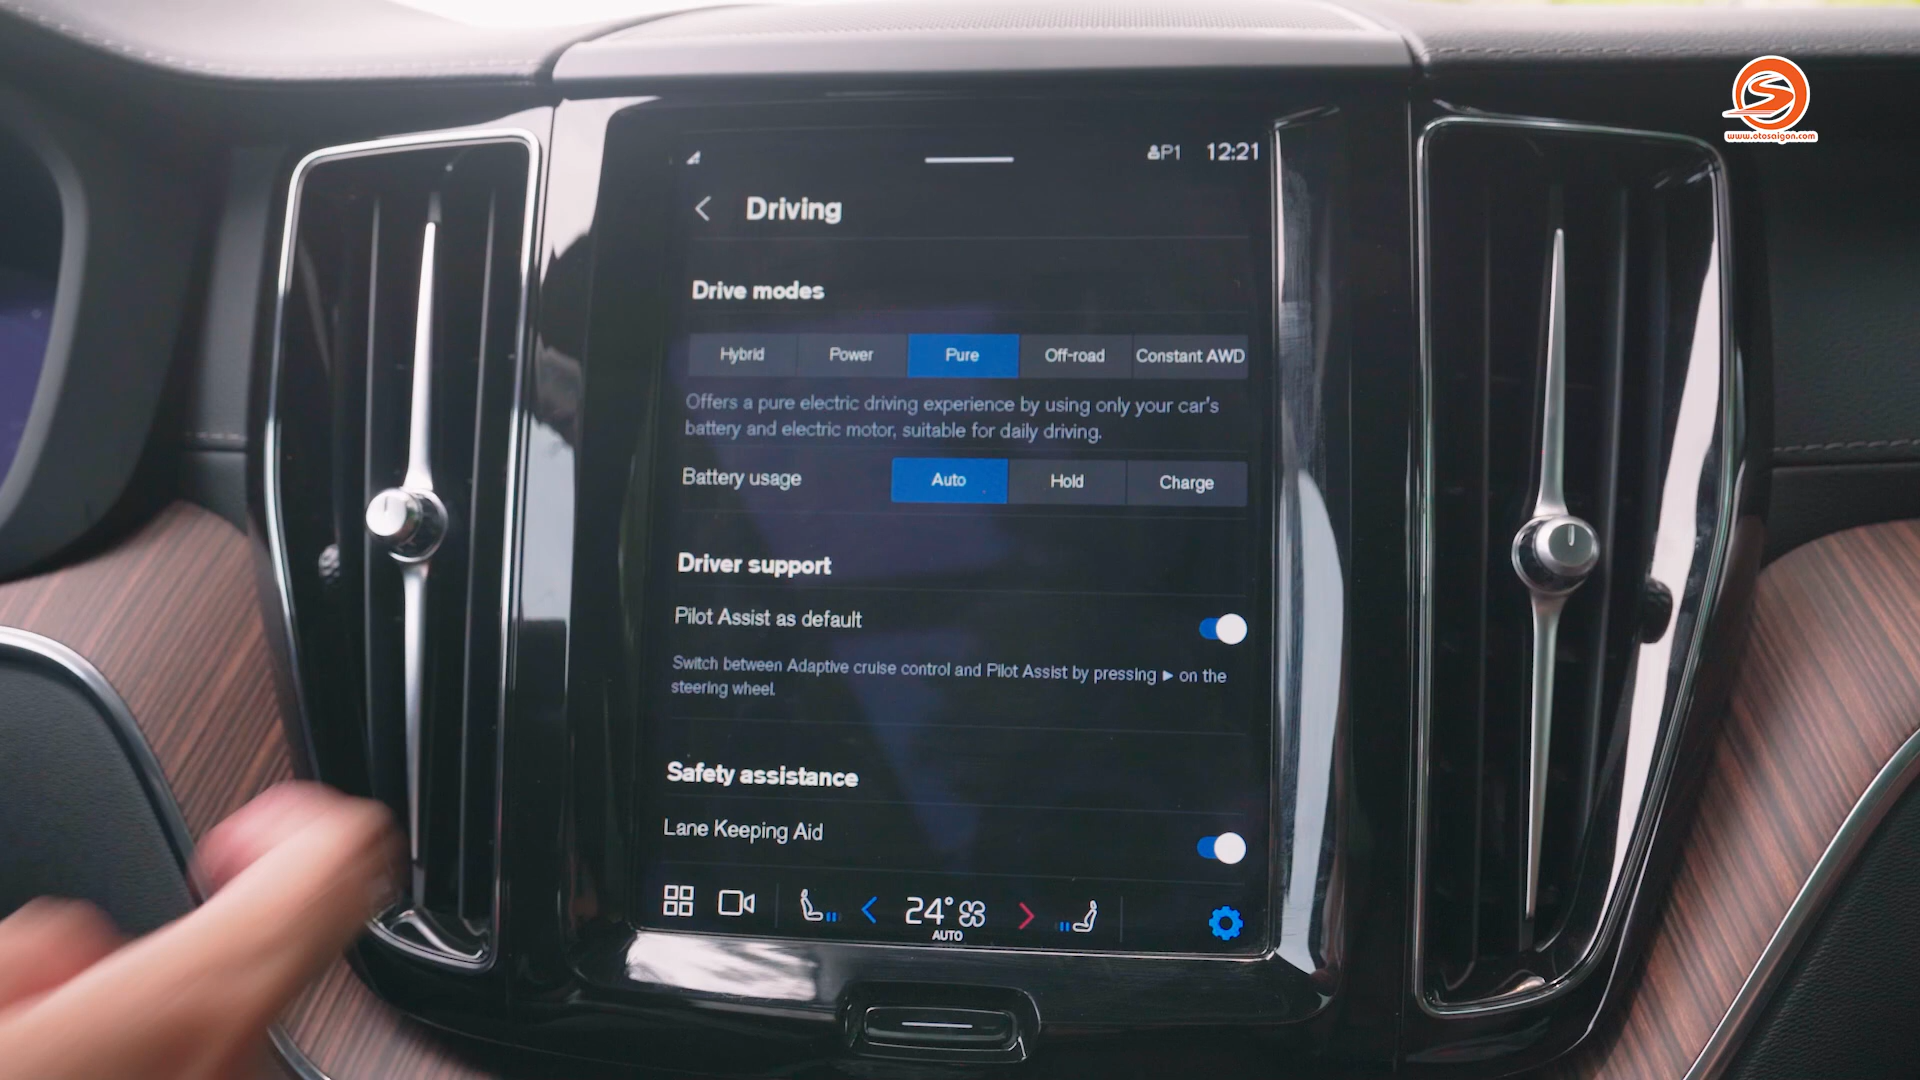 www.otosaigon.com
P1 12:21
Driving
Drive modes
Hybrid Power Pure Off-road Constant AWD
Offers a pure electric driving experience by using only your car's
battery and electric motor, suitable for daily driving.
Battery usage Auto Hold Charge
Driver support
Pilot Assist as default
Switch between Adaptive cruise control and Pilot Assist by pressing ▶ on the
steering wheel.
Safety assistance
Lane Keeping Aid
24°
AUTO